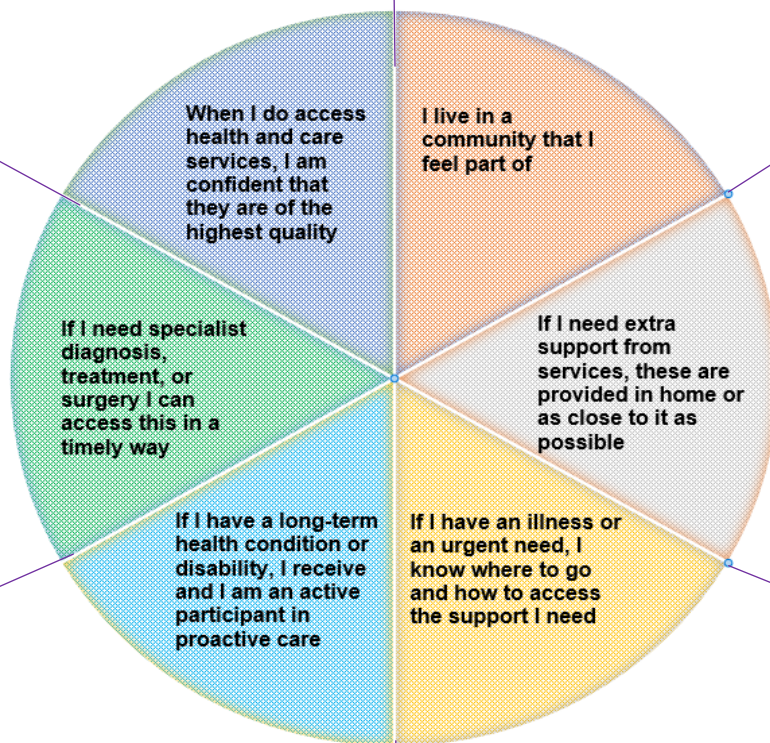 When I do access
health and care
services, I am
confident that
they are of the
highest quality
I live in a
community that I
feel part of
If I need extra
support from
services, these are
provided in home or
as close to it as
possible
If I have an illness or
an urgent need, I
know where to go
and how to access
the support I need
If I have a long-term
health condition or
disability, I receive
and I am an active
participant in
proactive care
If I need specialist
diagnosis,
treatment, or
surgery I can
access this in a
timely way